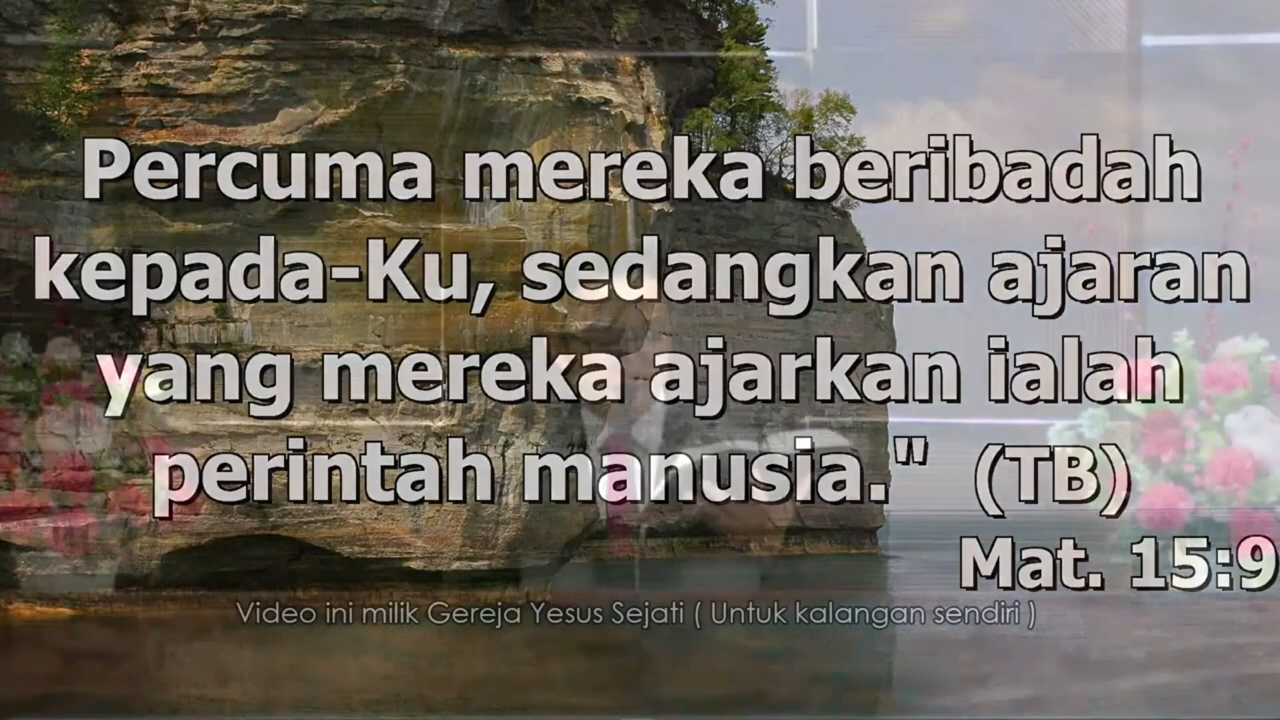 Percuma mereka beribadah
kepada-Ku, sedangkan ajaran
yang mereka ajarkan ialah
perintah manusia." (TB)
Mat. 15:9
Video ini milik Gereja Yesus Sejati ( Untuk kalangan sendiri )